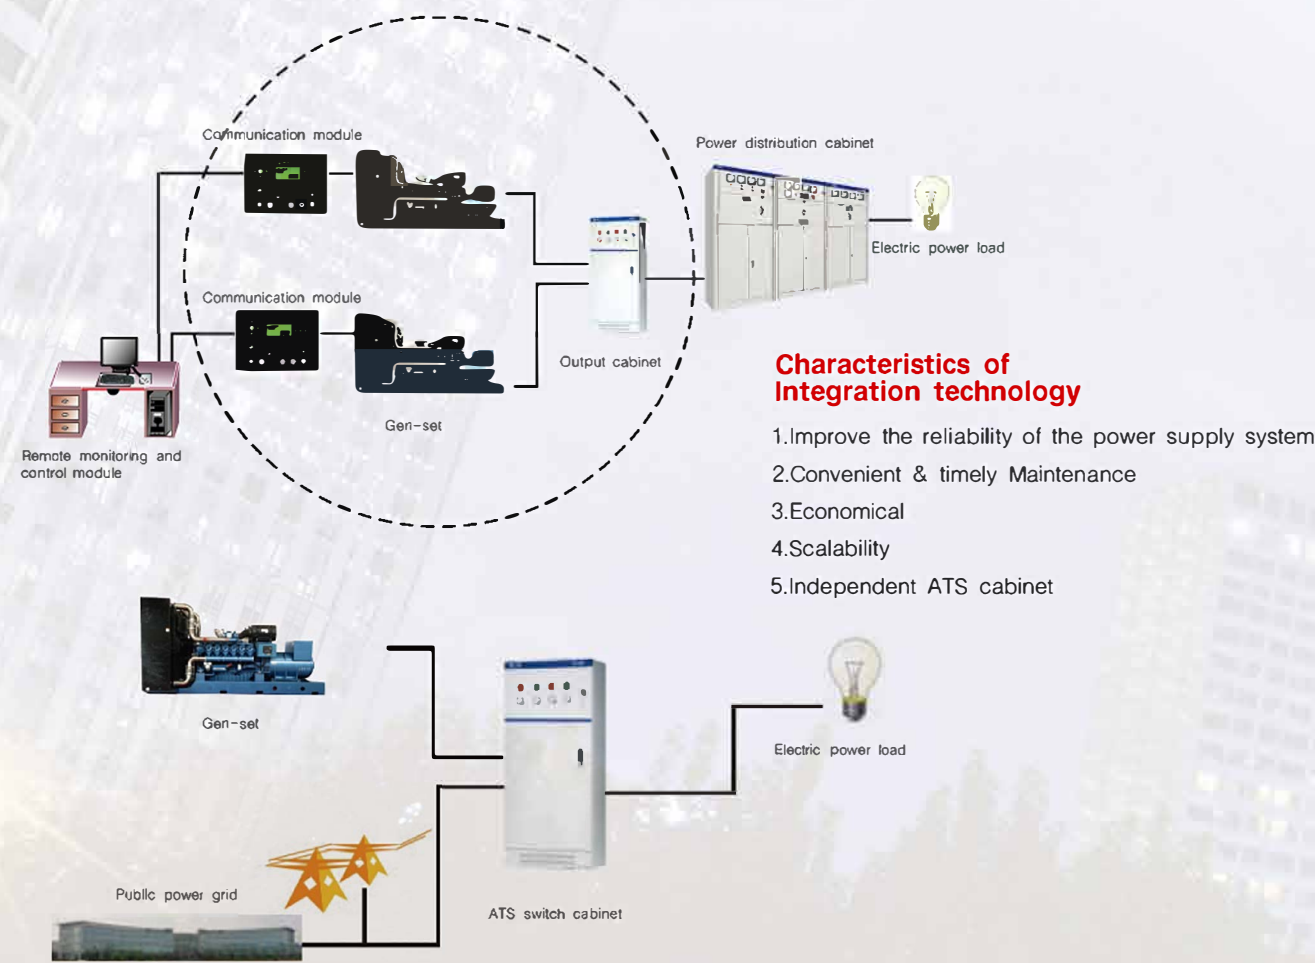 Communication module
Power distribution cabinet
Electric power load
Communication module
Output cabinet
Gen-set
Remote monitoring and
control module
Characteristics of
Integration technology
1.Improve the reliability of the power supply system
2.Convenient & timely Maintenance
3.Economical
4.Scalability
5.Independent ATS cabinet
Gen-set
Electric power load
Public power grid
ATS switch cabinet